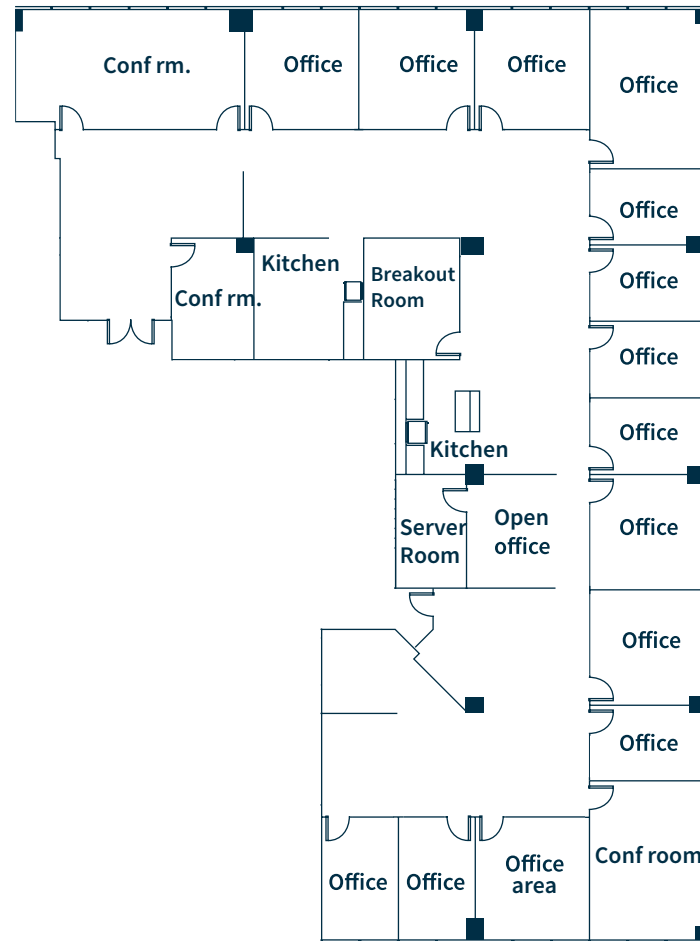 Conf rm.
Office
Office
Office
Office
Office
Kitchen
Breakout
Room
Conf rm.
Office
Office
Office
Kitchen
Server
Room
Open
office
Office
Office
Office
Office
Office
Office
area
Conf room